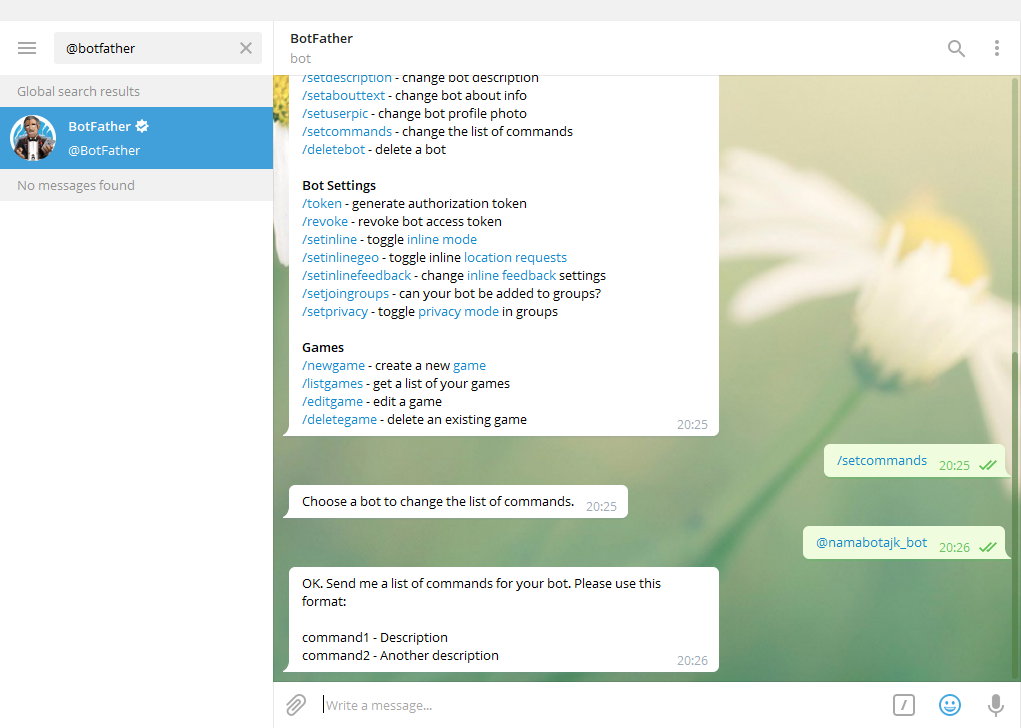 @botfather
Global search results
BotFather
@BotFather
No messages found
BotFather
bot
/setdescription - change bot description
/setabouttext - change bot about info
/setuserpic - change bot profile photo
/setcommands - change the list of commands
/deletebot - delete a bot
Bot Settings
/token - generate authorization token
/revoke - revoke bot access token
/setinline - toggle inline mode
/setinlinegeo - toggle inline location requests
/setinlinefeedback - change inline feedback settings
/setjoingroups - can your bot be added to groups?
/setprivacy - toggle privacy mode in groups
Games
/newgame - create a new game
/listgames - get a list of your games
/editgame - edit a game
/deletegame - delete an existing game
20:25
/setcommands 20:25
Choose a bot to change the list of commands. 20:25
@namabotajk_bot 20:26
OK. Send me a list of commands for your bot. Please use this
format:
command1 - Description
command2 - Another description
20:26
Write a message...